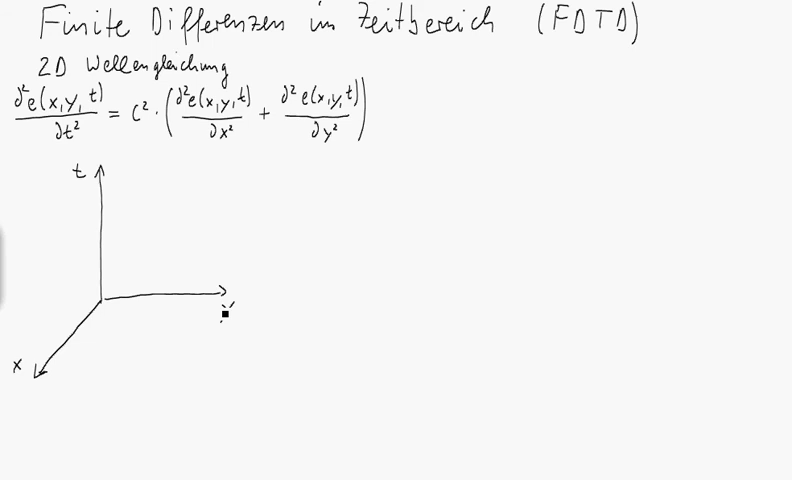 Finite Differenzen im Zeitbereich (FDTD)
2D Wellengleichung
∂²e(x,y,t)/∂t² = c² · (∂²e(x,y,t)/∂x² + ∂²e(x,y,t)/∂y²)
t
x